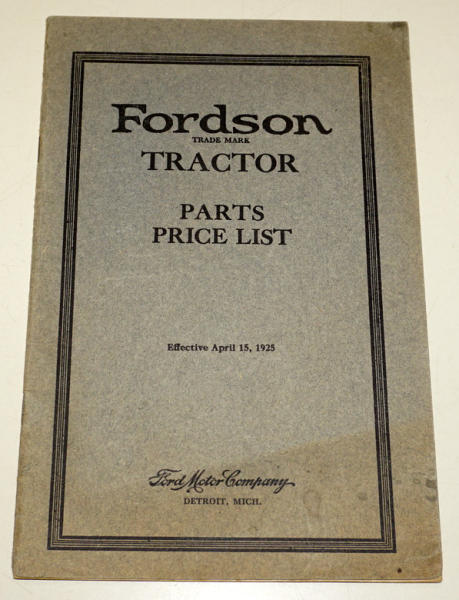 Fordson
TRADE MARK
TRACTOR
PARTS
PRICE LIST
Effective April 15, 1925
Ford Motor Company
DETROIT, MICH.